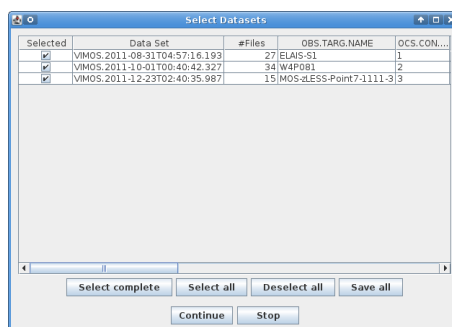 Select Datasets
Selected Data Set #Files OBS.TARG.NAME OCS.CON....
VIMOS.2011-08-31T04:57:16.193 27 ELAIS-S1 1
VIMOS.2011-10-01T00:40:42.327 34 W4P081 2
VIMOS.2011-12-23T02:40:35.987 15 MOS-zLESS-Point7-1111-3 3
Select complete Select all Deselect all Save all
Continue Stop